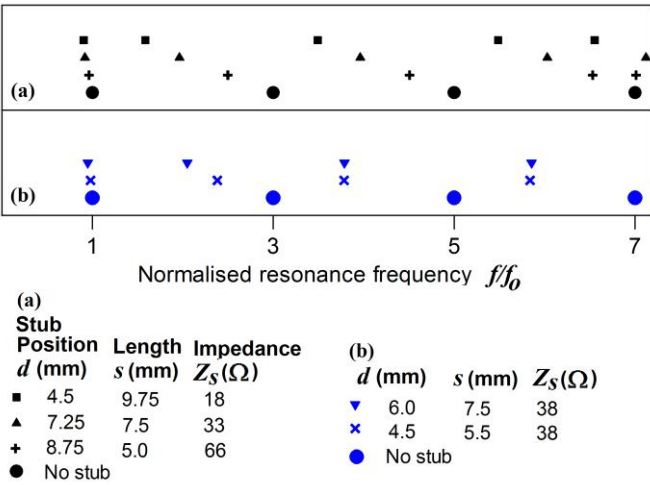 (a)
(b)
1 3 5 7
Normalised resonance frequency f/fo
(a)
Stub
Position Length Impedance
d (mm) s (mm) Zs(Ω)
4.5 9.75 18
7.25 7.5 33
8.75 5.0 66
No stub
(b)
d (mm) s (mm) Zs(Ω)
6.0 7.5 38
4.5 5.5 38
No stub